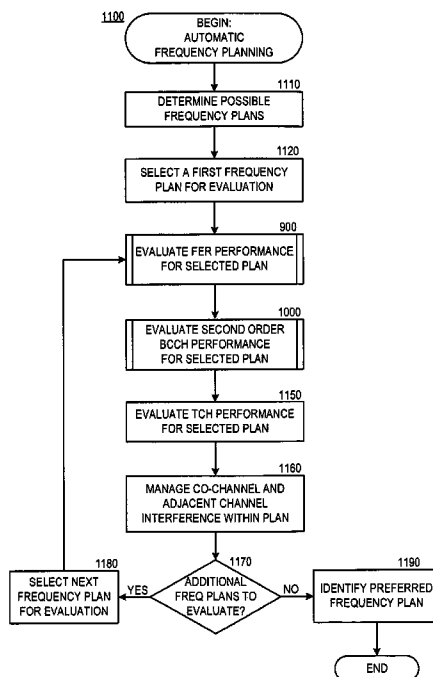 1100
BEGIN:
AUTOMATIC
FREQUENCY PLANNING
1110
DETERMINE POSSIBLE
FREQUENCY PLANS
1120
SELECT A FIRST FREQUENCY
PLAN FOR EVALUATION
900
EVALUATE FER PERFORMANCE
FOR SELECTED PLAN
1000
EVALUATE SECOND ORDER
BCCH PERFORMANCE
FOR SELECTED PLAN
1150
EVALUATE TCH PERFORMANCE
FOR SELECTED PLAN
1160
MANAGE CO-CHANNEL AND
ADJACENT CHANNEL
INTERFERENCE WITHIN PLAN
1180
SELECT NEXT
FREQUENCY PLAN
FOR EVALUATION
YES
1170
ADDITIONAL
FREQ PLANS TO
EVALUATE?
NO
1190
IDENTIFY PREFERRED
FREQUENCY PLAN
END